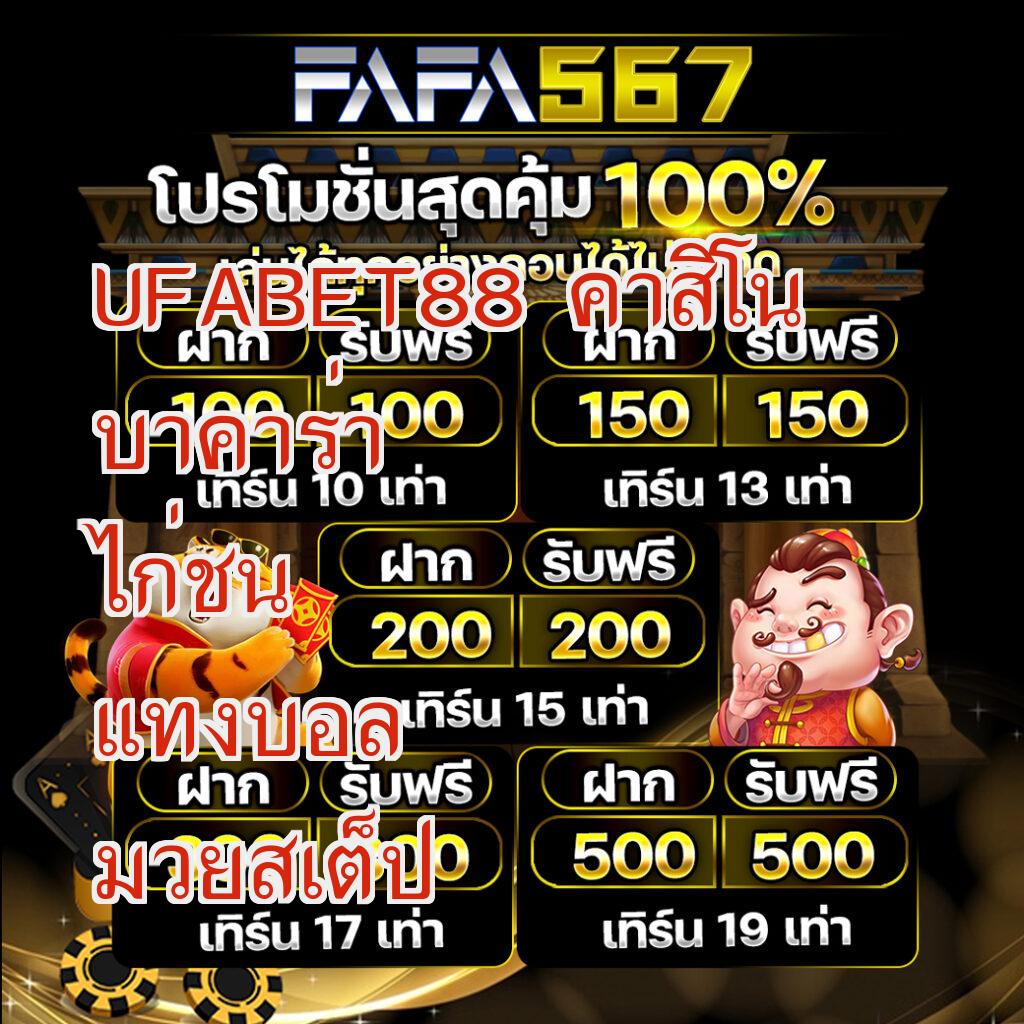 FAFA567
โปรโมชั่นสุดคุ้ม 100%
UFABET88 คาสิโน
ฝาก รับฟรี ฝาก รับฟรี
100 100 150 150
บาคาร่า
เทิร์น 10 เท่า เทิร์น 13 เท่า
ไก่ชน
ฝาก รับฟรี
200 200
เทิร์น 15 เท่า
แทงบอล
ฝาก รับฟรี ฝาก รับฟรี
500 500
มวยสเต็ป
เทิร์น 17 เท่า เทิร์น 19 เท่า
A